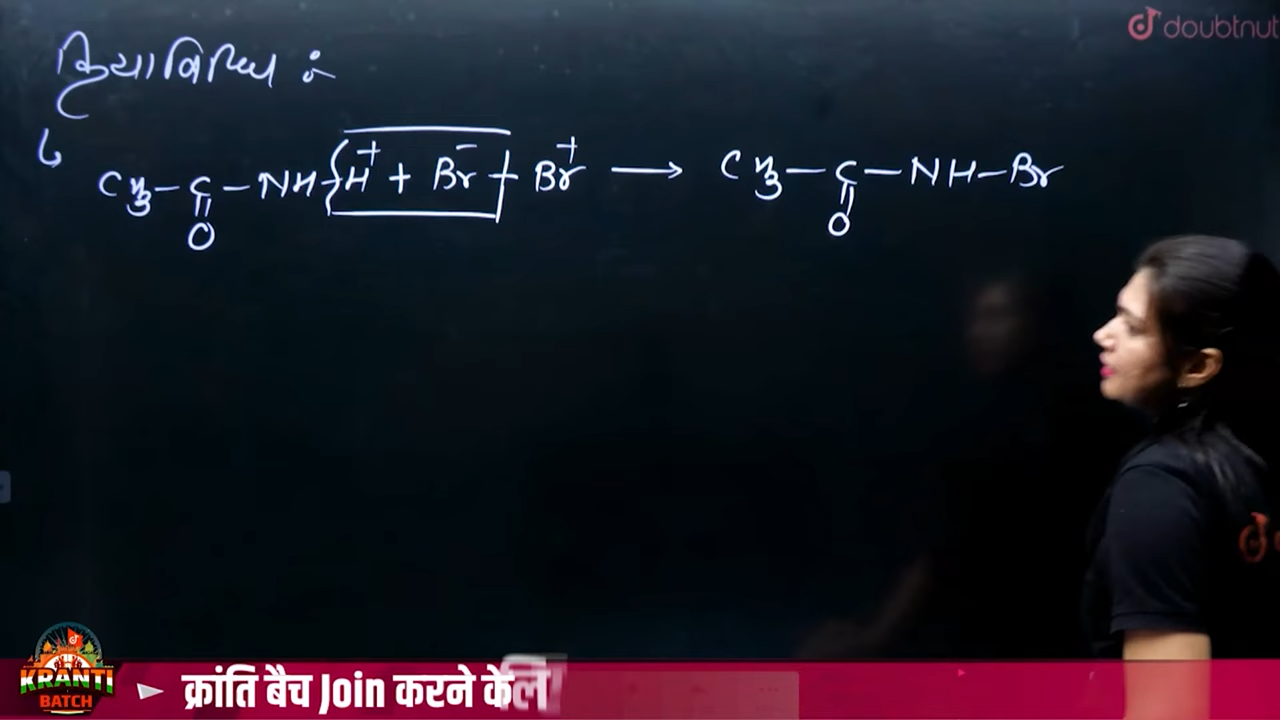 doubtnut
क्रियाविधि :-
CH3-C-NH-H+ + Br- - Br+ → CH3-C-NH-Br
O O
KRANTI
BATCH
क्रांति बैच Join करने के लि